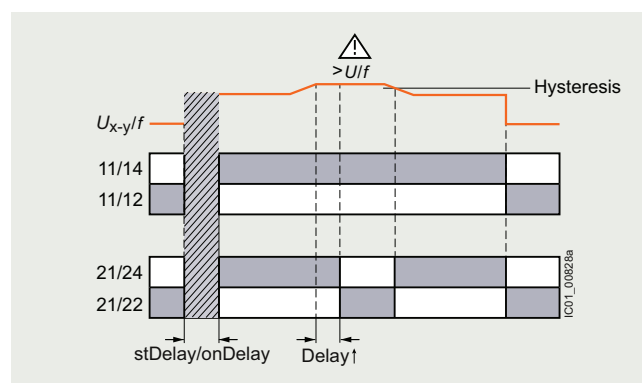 >U/f
Hysteresis
Ux-y/f
11/14
11/12
21/24
21/22
IC01_00828a
stDelay/onDelay
Delay↑